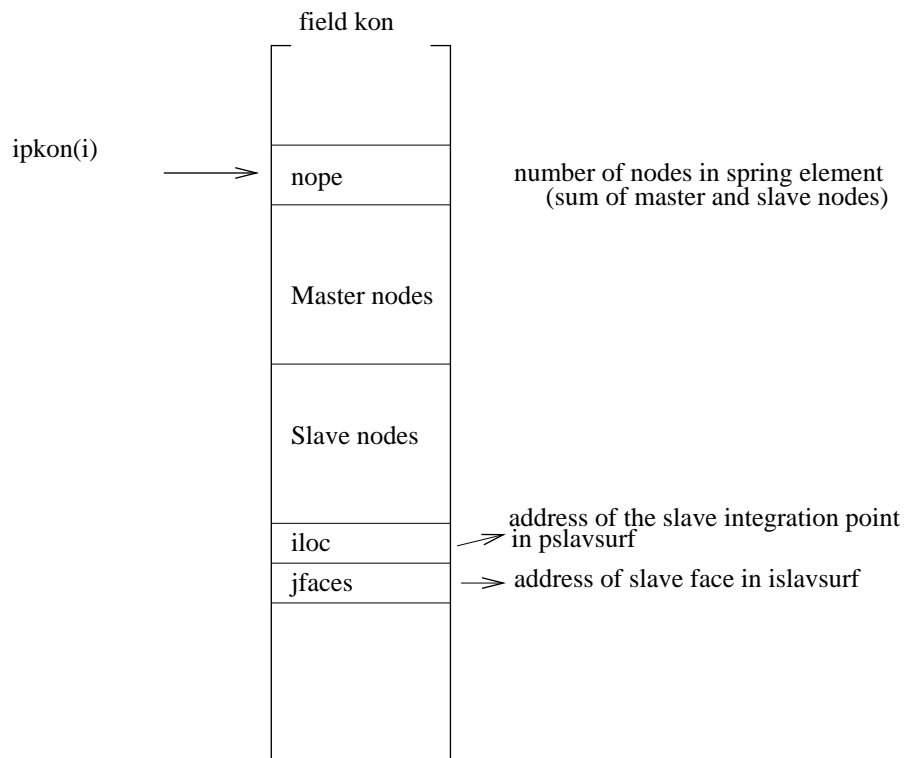 field kon
ipkon(i)
nope
number of nodes in spring element
(sum of master and slave nodes)
Master nodes
Slave nodes
iloc
address of the slave integration point
in pslavsurf
jfaces
address of slave face in islavsurf